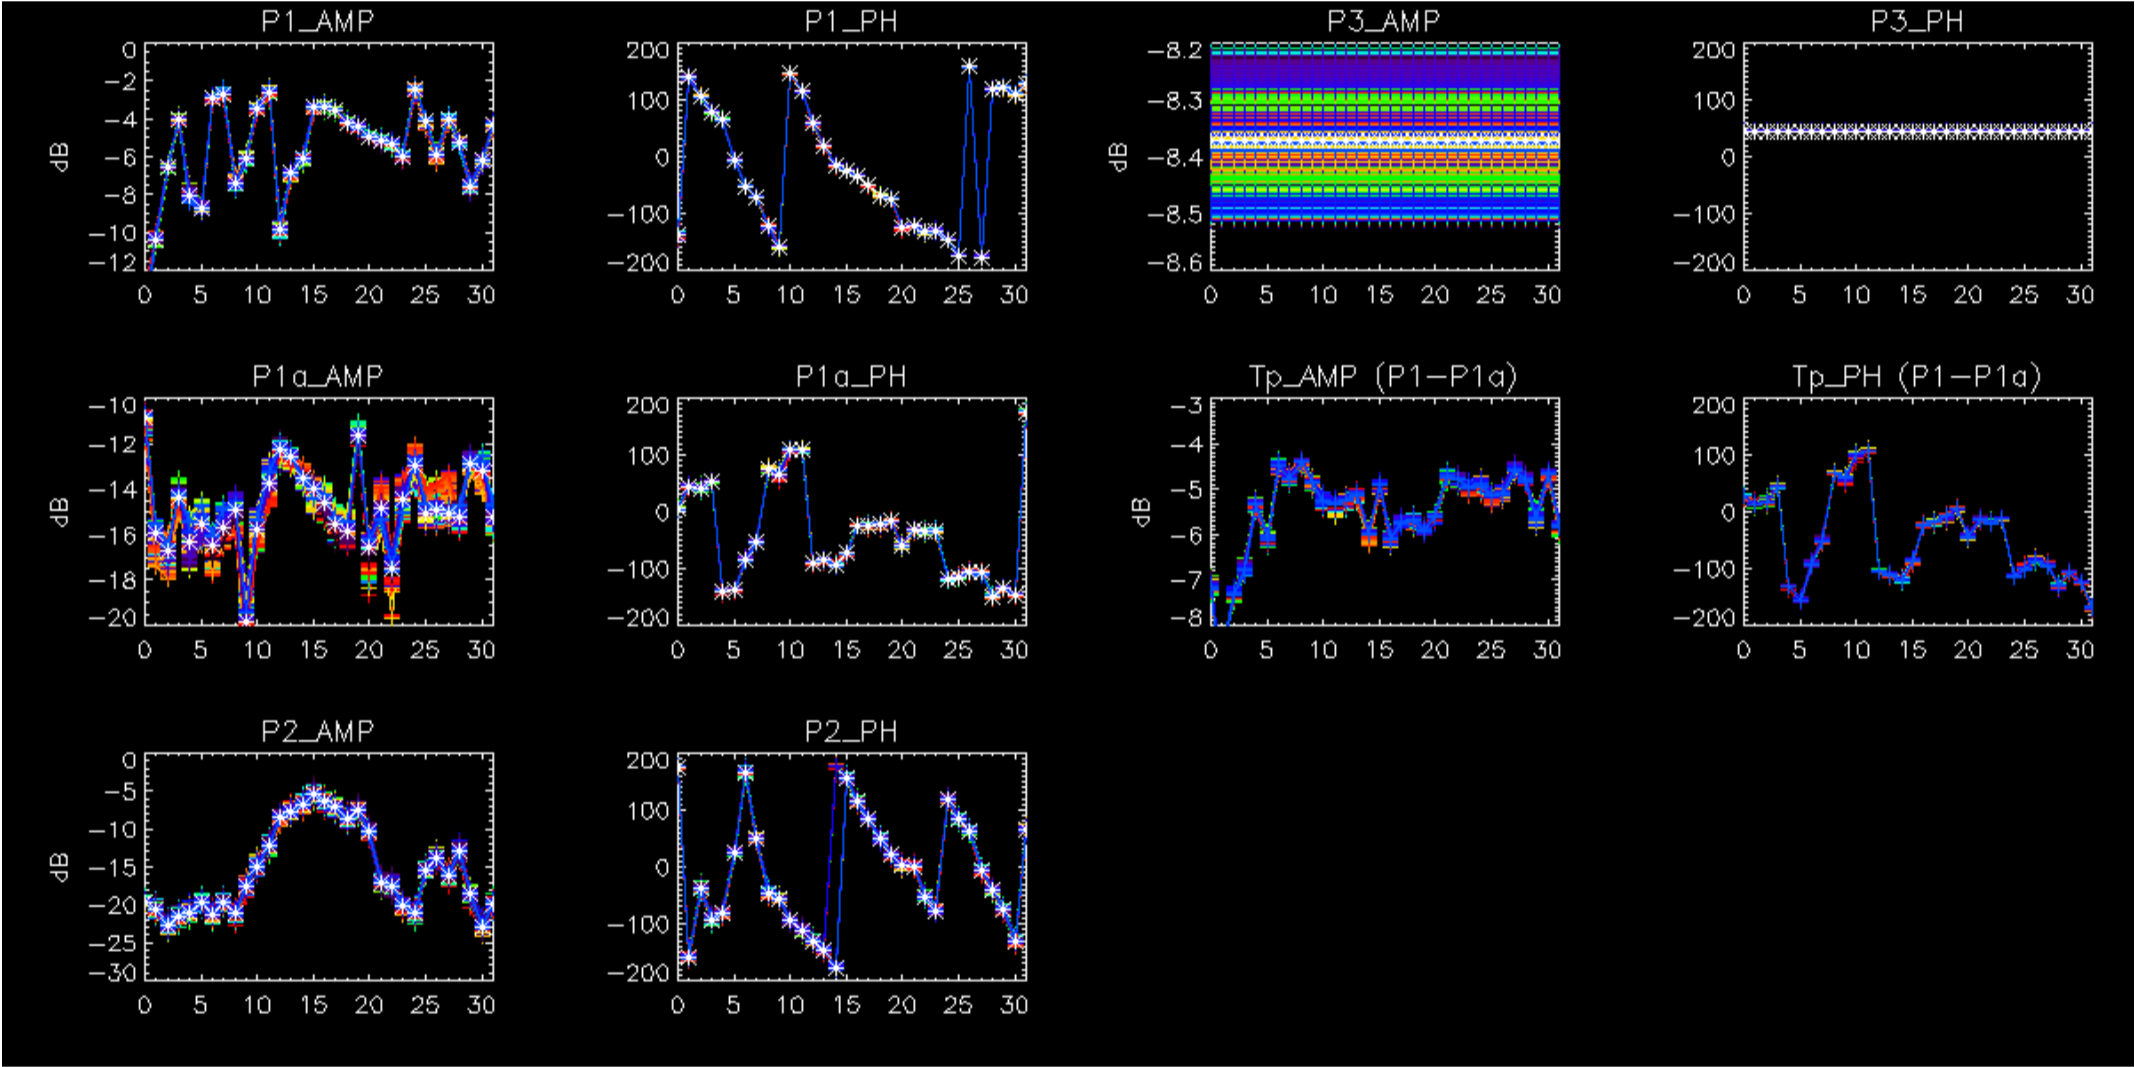 P1_AMP
0
−2
−4
−6
−8
−10
−12
dB
0 5 10 15 20 25 30
P1_PH
200
100
0
−100
−200
0 5 10 15 20 25 30
P3_AMP
−8.2
−8.3
−8.4
−8.5
−8.6
dB
0 5 10 15 20 25 30
P3_PH
200
100
0
−100
−200
0 5 10 15 20 25 30
P1a_AMP
−10
−12
−14
−16
−18
−20
dB
0 5 10 15 20 25 30
P1a_PH
200
100
0
−100
−200
0 5 10 15 20 25 30
Tp_AMP (P1−P1a)
−3
−4
−5
−6
−7
−8
dB
0 5 10 15 20 25 30
Tp_PH (P1−P1a)
200
100
0
−100
−200
0 5 10 15 20 25 30
P2_AMP
0
−5
−10
−15
−20
−25
−30
dB
0 5 10 15 20 25 30
P2_PH
200
100
0
−100
−200
0 5 10 15 20 25 30